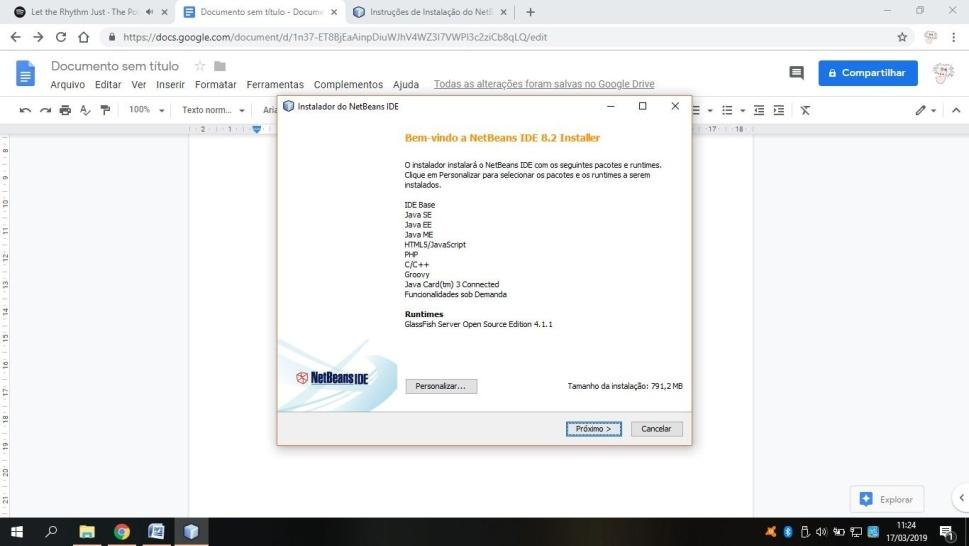 Let the Rhythm Just · The Po
Documento sem título - Docume
Instruções de Instalação do NetB
https://docs.google.com/document/d/1n37-ET8BjEaAinpDiuWJhV4WZ3I7VWPl3c2ziCb8qLQ/edit
Documento sem título
Arquivo Editar Ver Inserir Formatar Ferramentas Complementos Ajuda Todas as alterações foram salvas no Google Drive
Compartilhar
100% Texto norm... Aria
2 1 17 18
Instalador do NetBeans IDE
Bem-vindo a NetBeans IDE 8.2 Installer
O instalador instalará o NetBeans IDE com os seguintes pacotes e runtimes.
Clique em Personalizar para selecionar os pacotes e os runtimes a serem
instalados.
IDE Base
Java SE
Java EE
Java ME
HTML5/JavaScript
PHP
C/C++
Groovy
Java Card(tm) 3 Connected
Funcionalidades sob Demanda
Runtimes
GlassFish Server Open Source Edition 4.1.1
NetBeans IDE
Personalizar... Tamanho da instalação: 791,2 MB
Próximo > Cancelar
Explorar
11:24
17/03/2019
1